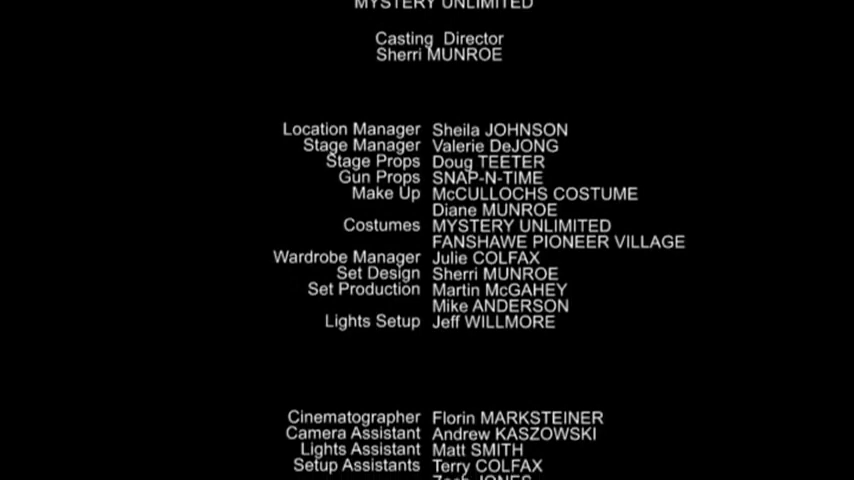 MYSTERY UNLIMITED
Casting Director
Sherri MUNROE
Location Manager Sheila JOHNSON
Stage Manager Valerie DeJONG
Stage Props Doug TEETER
Gun Props SNAP-N-TIME
Make Up McCULLOCHS COSTUME
Diane MUNROE
Costumes MYSTERY UNLIMITED
FANSHAWE PIONEER VILLAGE
Wardrobe Manager Julie COLFAX
Set Design Sherri MUNROE
Set Production Martin McGAHEY
Mike ANDERSON
Lights Setup Jeff WILLMORE
Cinematographer Florin MARKSTEINER
Camera Assistant Andrew KASZOWSKI
Lights Assistant Matt SMITH
Setup Assistants Terry COLFAX
JONES